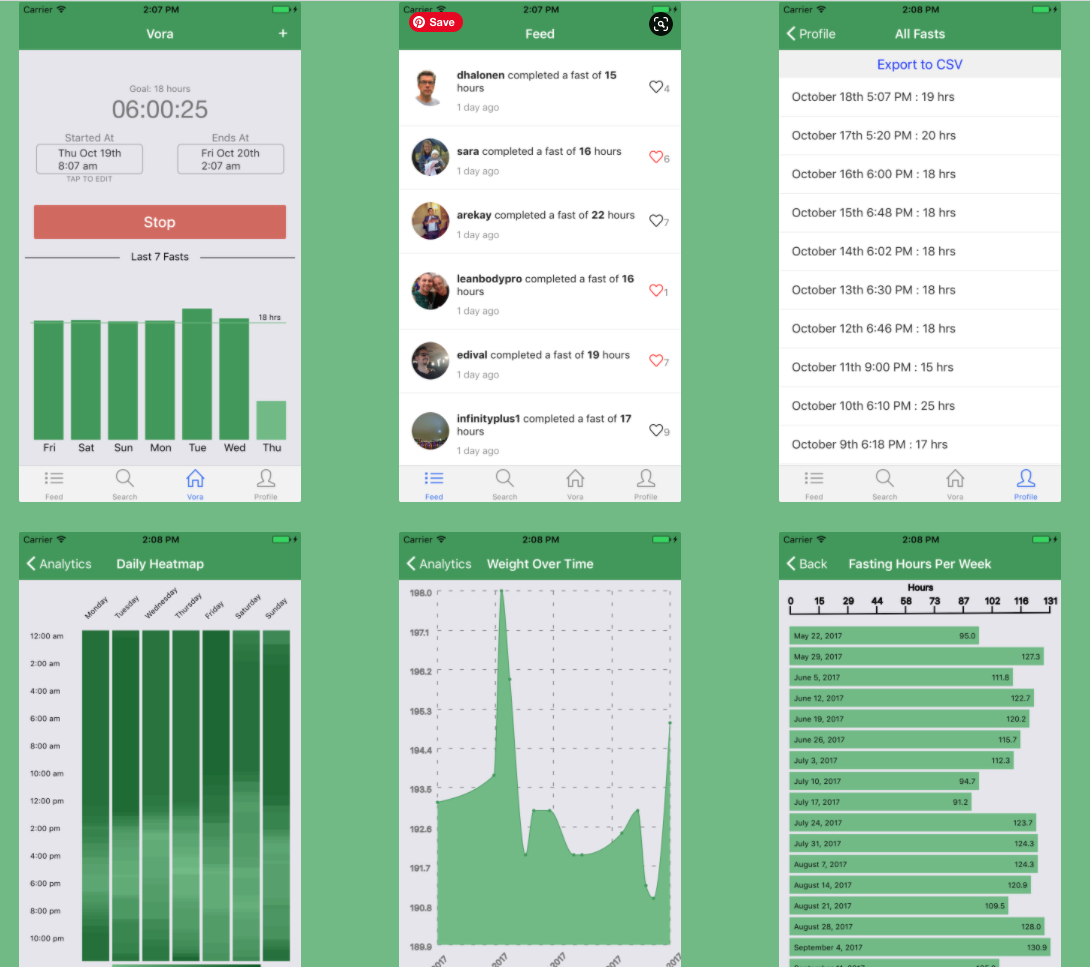 Carrier 2:07 PM
Vora +
Goal: 18 hours
06:00:25
Started At Ends At
Thu Oct 19th Fri Oct 20th
8:07 am 2:07 am
TAP TO EDIT
Stop
Last 7 Fasts
18 hrs
Fri Sat Sun Mon Tue Wed Thu
Feed Search Vora Profile
Carrier 2:07 PM
Save
Feed
dhalonen completed a fast of 15
hours
4
1 day ago
sara completed a fast of 16 hours
6
1 day ago
arekay completed a fast of 22 hours
7
1 day ago
leanbodypro completed a fast of 16
hours
1
1 day ago
edival completed a fast of 19 hours
7
1 day ago
infinityplus1 completed a fast of 17
hours
9
1 day ago
Feed Search Vora Profile
Carrier 2:08 PM
Profile All Fasts
Export to CSV
October 18th 5:07 PM : 19 hrs
October 17th 5:20 PM : 20 hrs
October 16th 6:00 PM : 18 hrs
October 15th 6:48 PM : 18 hrs
October 14th 6:02 PM : 18 hrs
October 13th 6:30 PM : 18 hrs
October 12th 6:46 PM : 18 hrs
October 11th 9:00 PM : 15 hrs
October 10th 6:10 PM : 25 hrs
October 9th 6:18 PM : 17 hrs
Feed Search Vora Profile
Carrier 2:08 PM
Analytics Daily Heatmap
Monday Tuesday Wednesday Thursday Friday Saturday Sunday
12:00 am
2:00 am
4:00 am
6:00 am
8:00 am
10:00 am
12:00 pm
2:00 pm
4:00 pm
6:00 pm
8:00 pm
10:00 pm
Carrier 2:08 PM
Analytics Weight Over Time
198.0
197.1
196.2
195.3
194.4
193.5
192.6
191.7
190.8
189.9
Carrier 2:08 PM
Back Fasting Hours Per Week
Hours
0 15 29 44 58 73 87 102 116 131
May 22, 2017 95.0
May 29, 2017 127.3
June 5, 2017 111.8
June 12, 2017 122.7
June 19, 2017 120.2
June 26, 2017 115.7
July 3, 2017 112.3
July 10, 2017 94.7
July 17, 2017 91.2
July 24, 2017 123.7
July 31, 2017 124.3
August 7, 2017 124.3
August 14, 2017 120.9
August 21, 2017 109.5
August 28, 2017 128.0
September 4, 2017 130.9